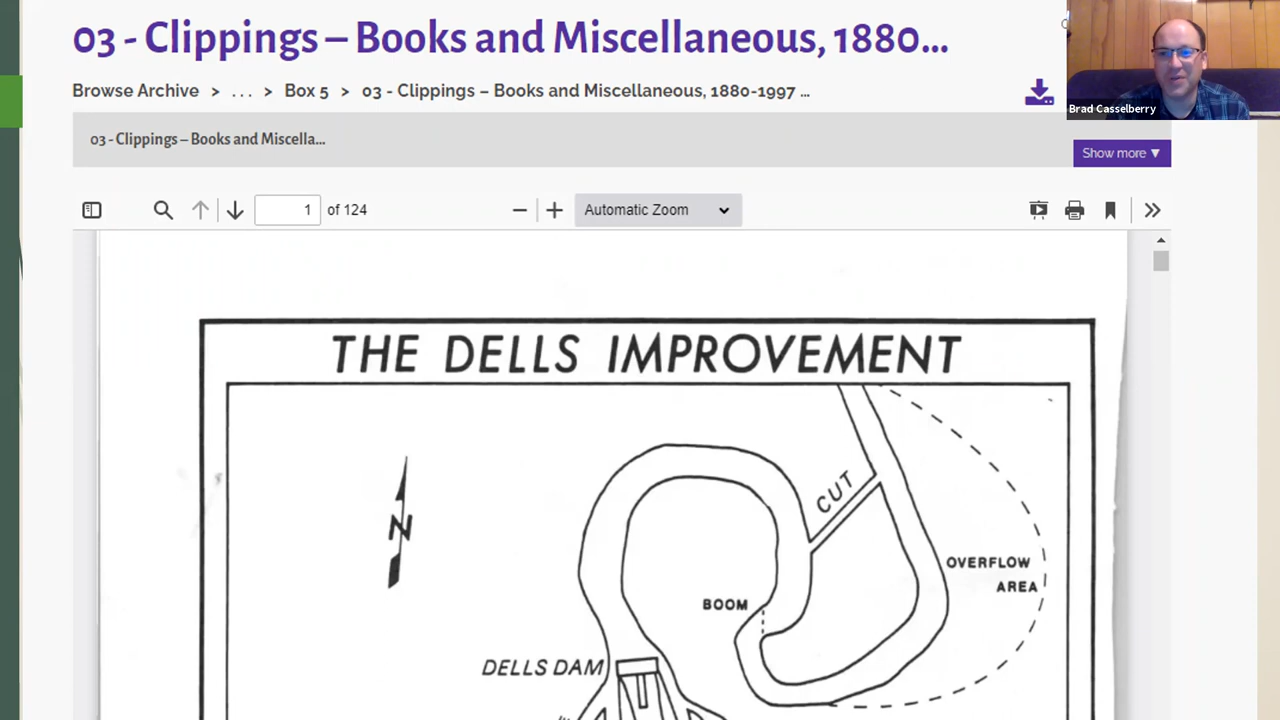 03 - Clippings – Books and Miscellaneous, 1880...
Brad Casselberry
Browse Archive > ... > Box 5 > 03 - Clippings – Books and Miscellaneous, 1880-1997 ...
03 - Clippings – Books and Miscella...
Show more ▼
1 of 124
Automatic Zoom
THE DELLS IMPROVEMENT
CUT
N
OVERFLOW
AREA
BOOM
DELLS DAM